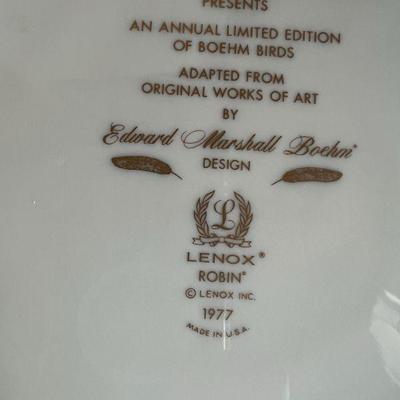 PRESENTS
AN ANNUAL LIMITED EDITION
OF BOEHM BIRDS
ADAPTED FROM
ORIGINAL WORKS OF ART
BY
Edward Marshall Boehm®
DESIGN
L
LENOX®
ROBIN®
© LENOX INC.
1977
MADE IN U.S.A.